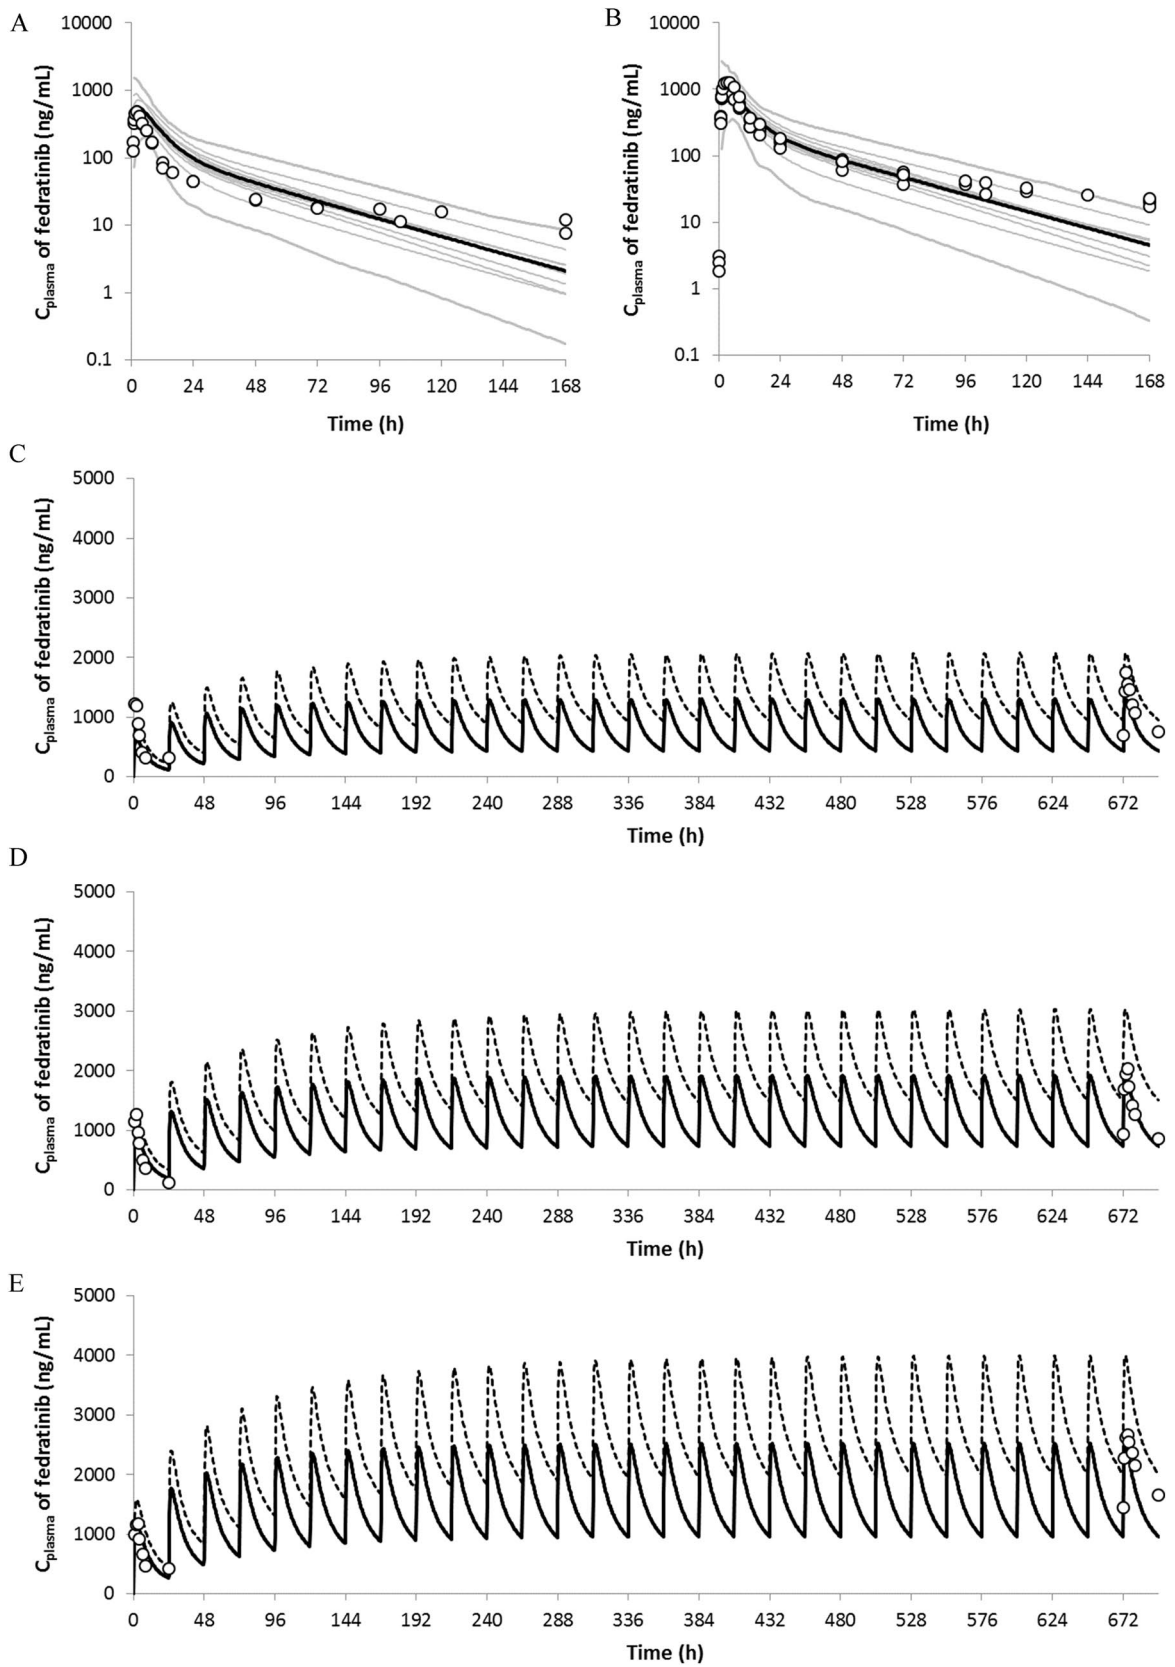 A
C_plasma of fedratinib (ng/mL)
10000
1000
100
10
1
0.1
0 24 48 72 96 120 144 168
Time (h)
B
C_plasma of fedratinib (ng/mL)
10000
1000
100
10
1
0.1
0 24 48 72 96 120 144 168
Time (h)
C
C_plasma of fedratinib (ng/mL)
5000
4000
3000
2000
1000
0
0 48 96 144 192 240 288 336 384 432 480 528 576 624 672
Time (h)
D
C_plasma of fedratinib (ng/mL)
5000
4000
3000
2000
1000
0
0 48 96 144 192 240 288 336 384 432 480 528 576 624 672
Time (h)
E
C_plasma of fedratinib (ng/mL)
5000
4000
3000
2000
1000
0
0 48 96 144 192 240 288 336 384 432 480 528 576 624 672
Time (h)